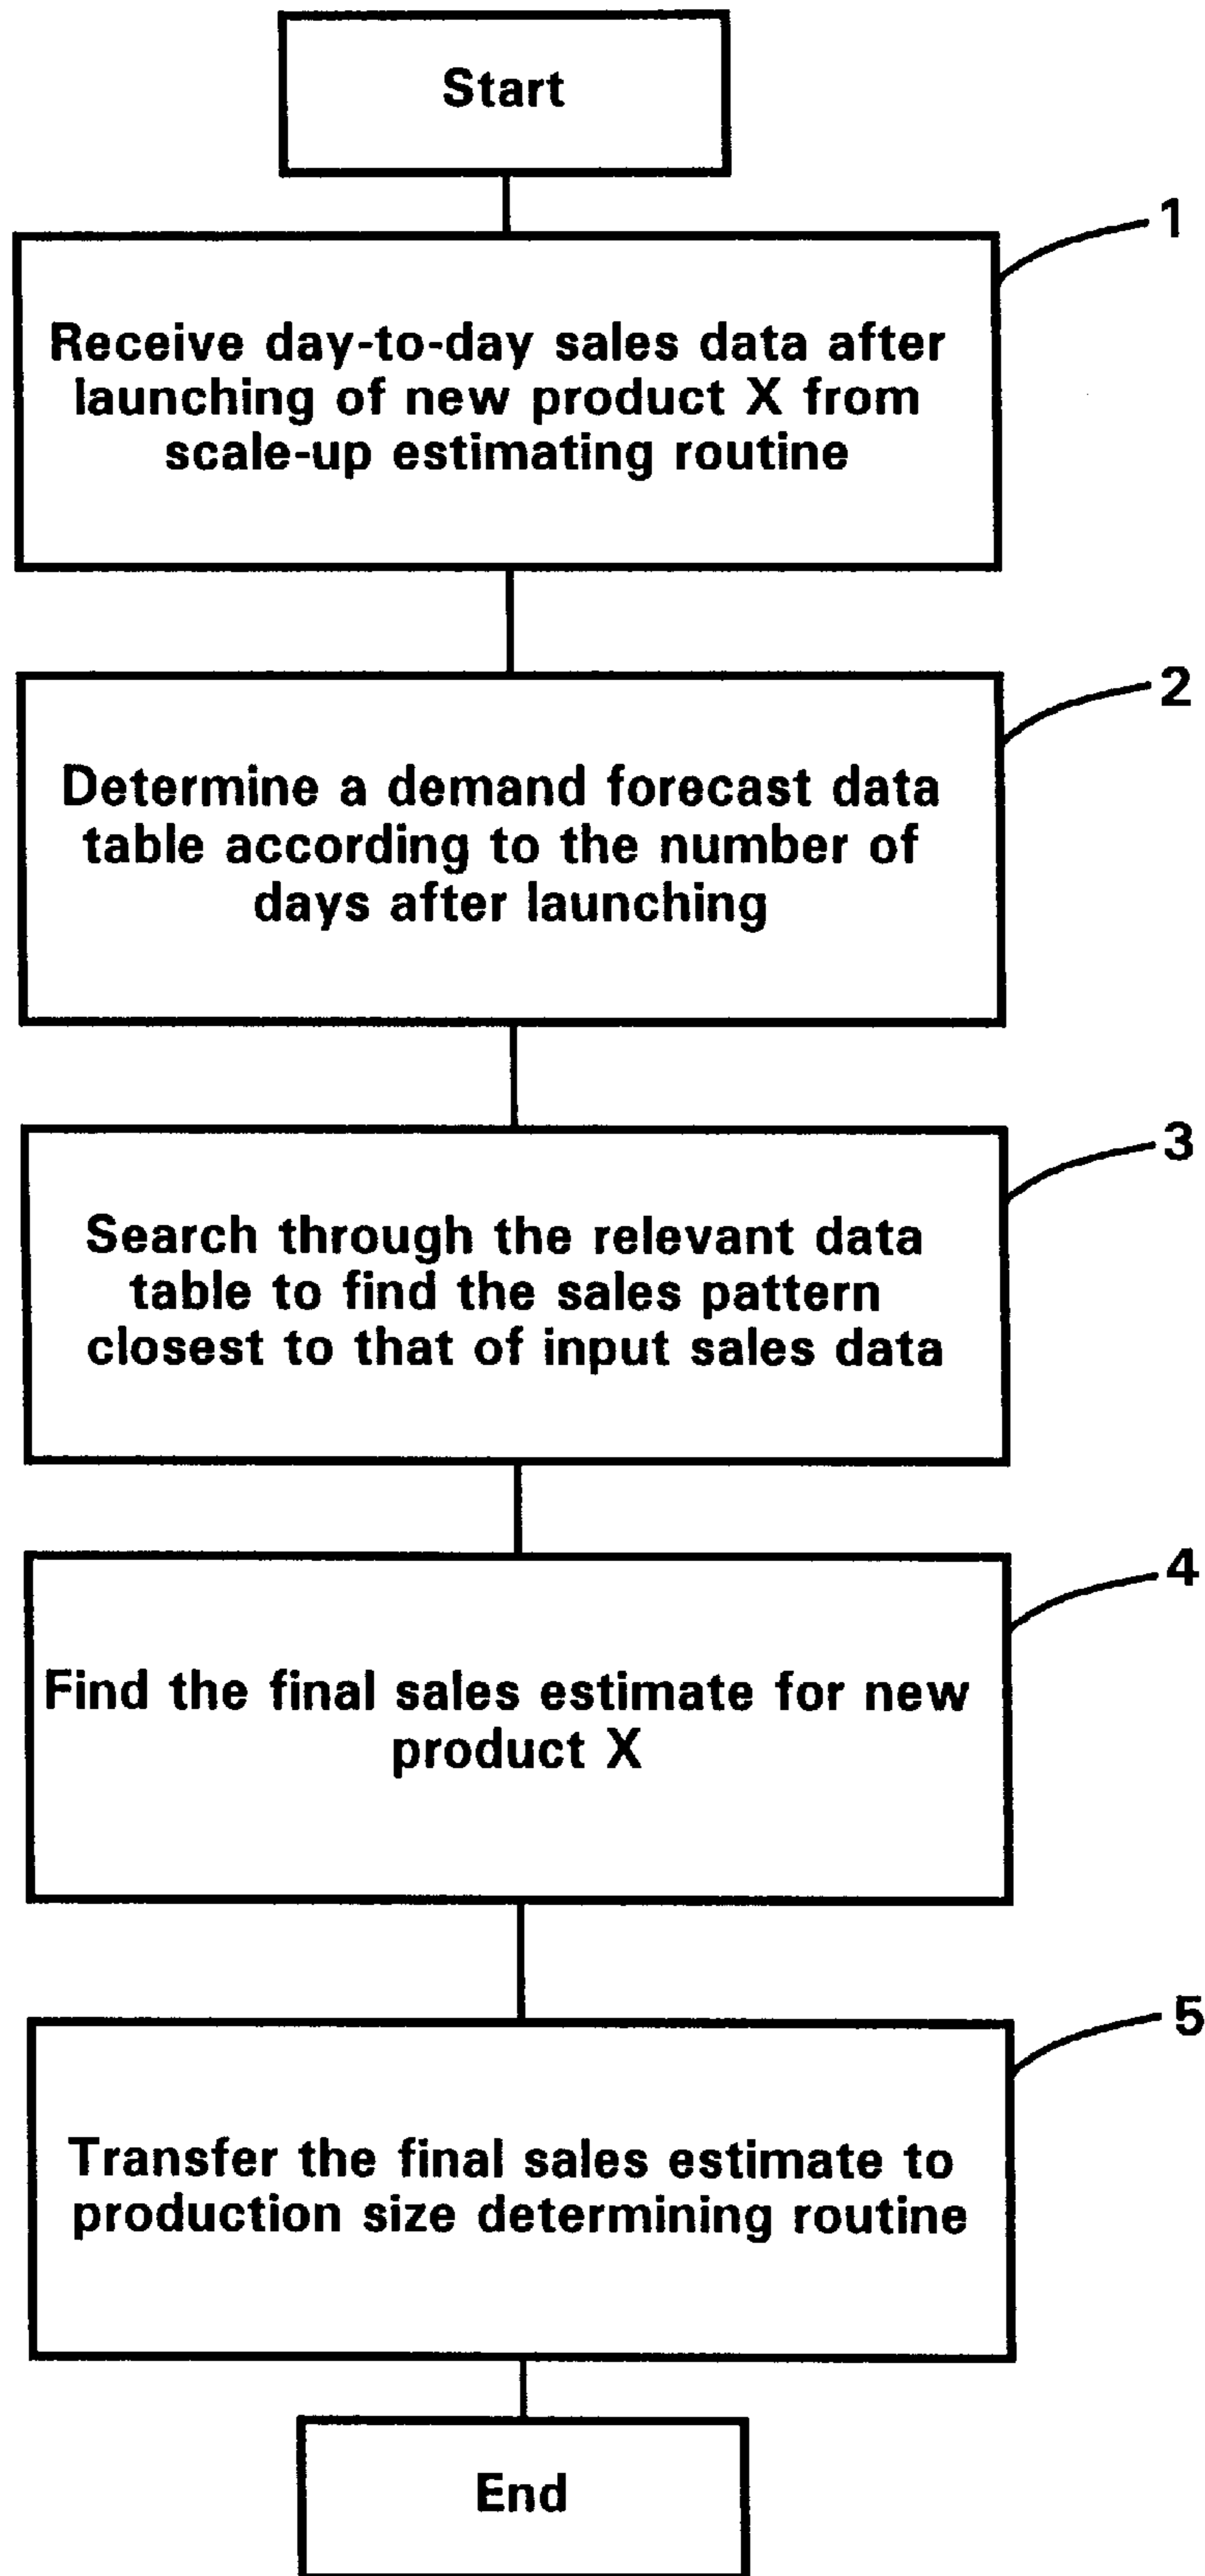 Start
1
Receive day-to-day sales data after
launching of new product X from
scale-up estimating routine
2
Determine a demand forecast data
table according to the number of
days after launching
3
Search through the relevant data
table to find the sales pattern
closest to that of input sales data
4
Find the final sales estimate for new
product X
5
Transfer the final sales estimate to
production size determining routine
End